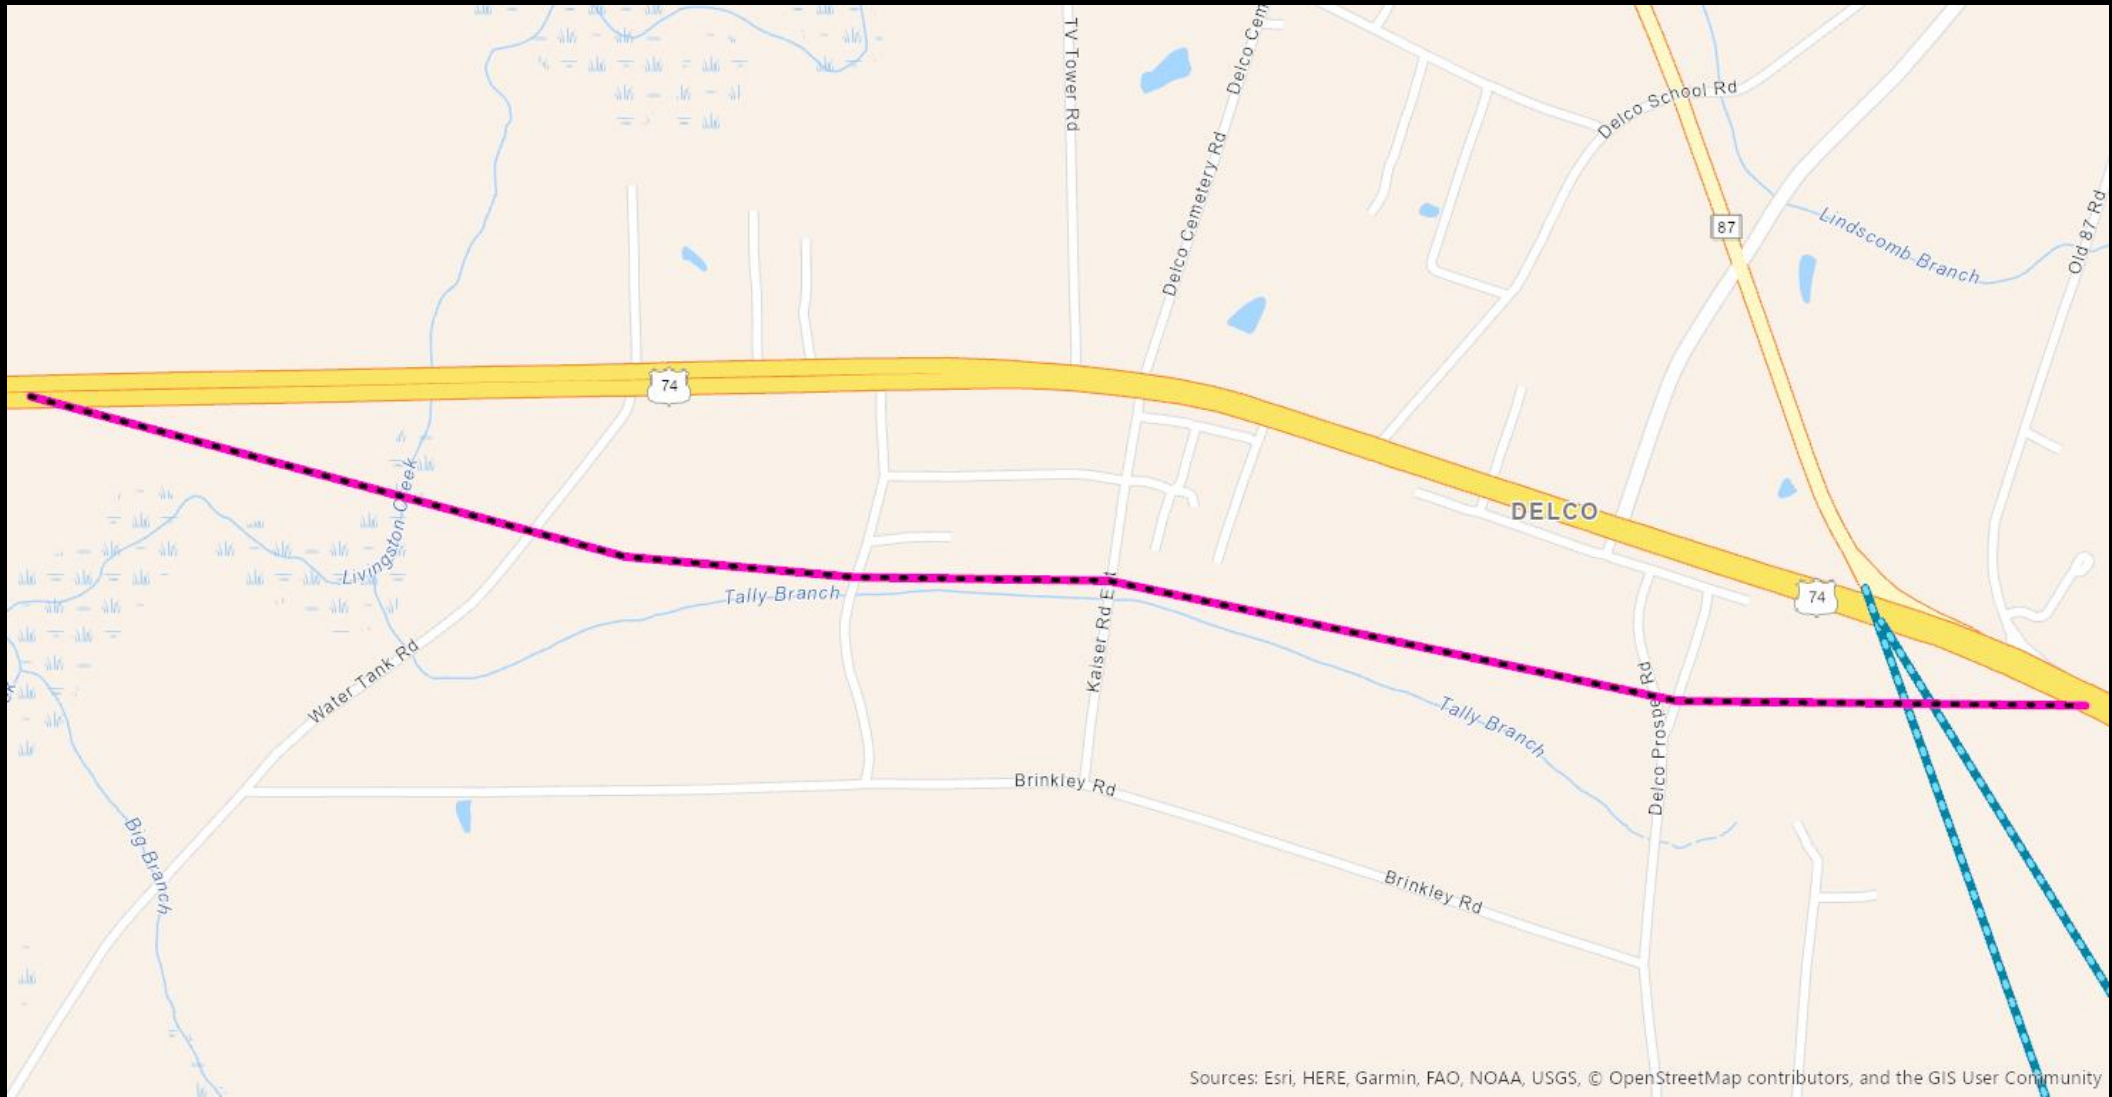 TV Tower Rd
Delco Cem
Delco Cemetery Rd
Delco School Rd
87
Lindscomb Branch
Old 87 Rd
74
DELCO
Livingston Creek
74
Tally Branch
Kaiser Rd E
Water Tank Rd
Tally Branch
Delco Prosper Rd
Brinkley Rd
Big Branch
Brinkley Rd
Sources: Esri, HERE, Garmin, FAO, NOAA, USGS, © OpenStreetMap contributors, and the GIS User Community